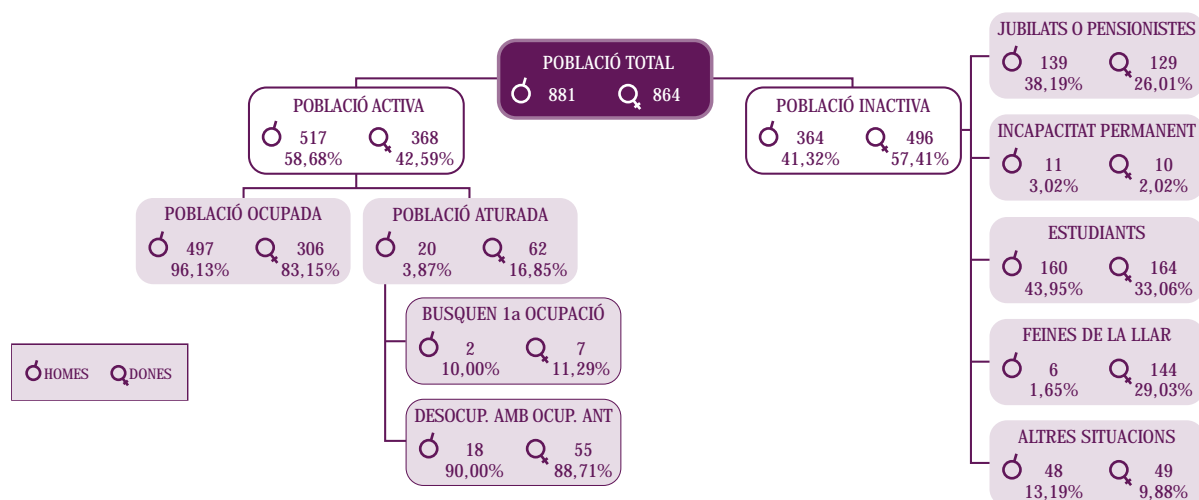 POBLACIÓ TOTAL
881 864
POBLACIÓ ACTIVA
517 368
58,68% 42,59%
POBLACIÓ OCUPADA
497 306
96,13% 83,15%
POBLACIÓ ATURADA
20 62
3,87% 16,85%
BUSQUEN 1a OCUPACIÓ
2 7
10,00% 11,29%
DESOCUP. AMB OCUP. ANT
18 55
90,00% 88,71%
POBLACIÓ INACTIVA
364 496
41,32% 57,41%
JUBILATS O PENSIONISTES
139 129
38,19% 26,01%
INCAPACITAT PERMANENT
11 10
3,02% 2,02%
ESTUDIANTS
160 164
43,95% 33,06%
FEINES DE LA LLAR
6 144
1,65% 29,03%
ALTRES SITUACIONS
48 49
13,19% 9,88%
HOMES DONES